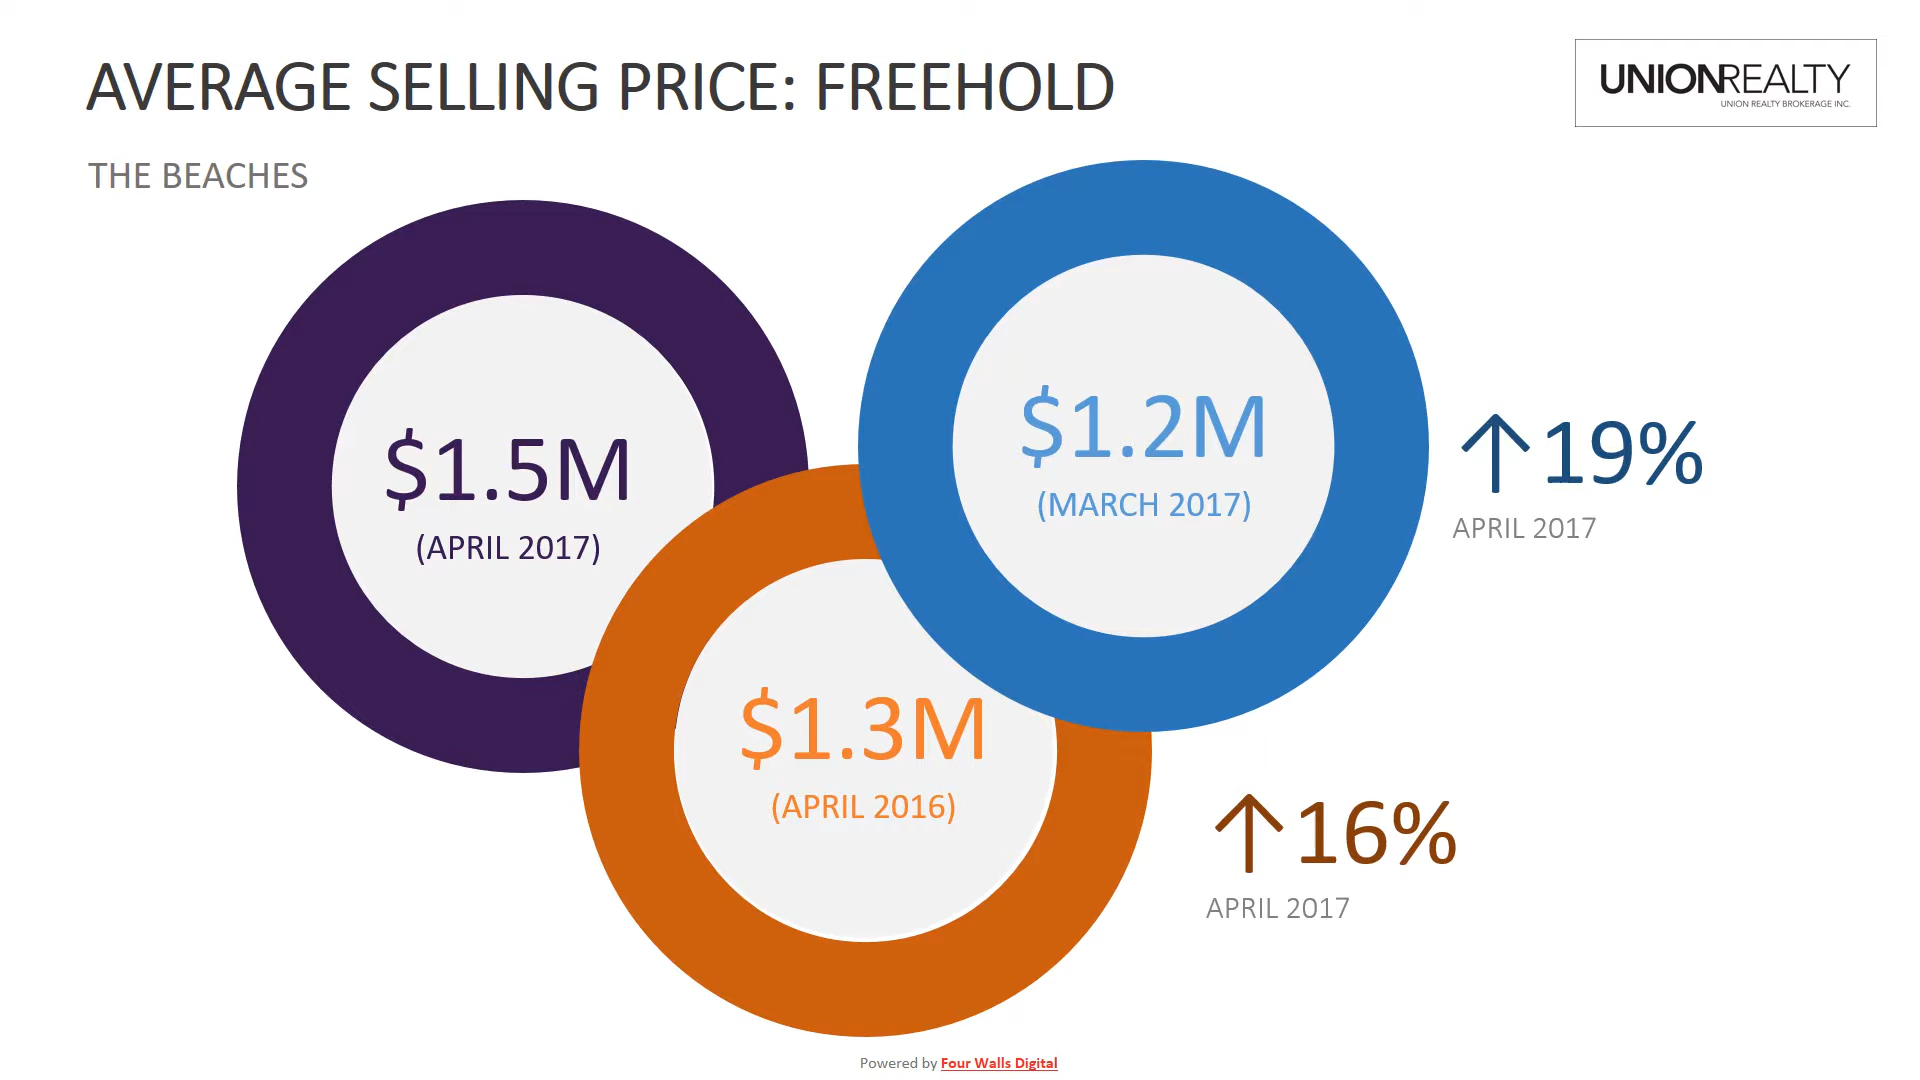 AVERAGE SELLING PRICE: FREEHOLD
UNIONREALTY
UNION REALTY BROKERAGE INC.
THE BEACHES
$1.5M
(APRIL 2017)
$1.2M
(MARCH 2017)
↑19%
APRIL 2017
$1.3M
(APRIL 2016)
↑16%
APRIL 2017
Powered by Four Walls Digital